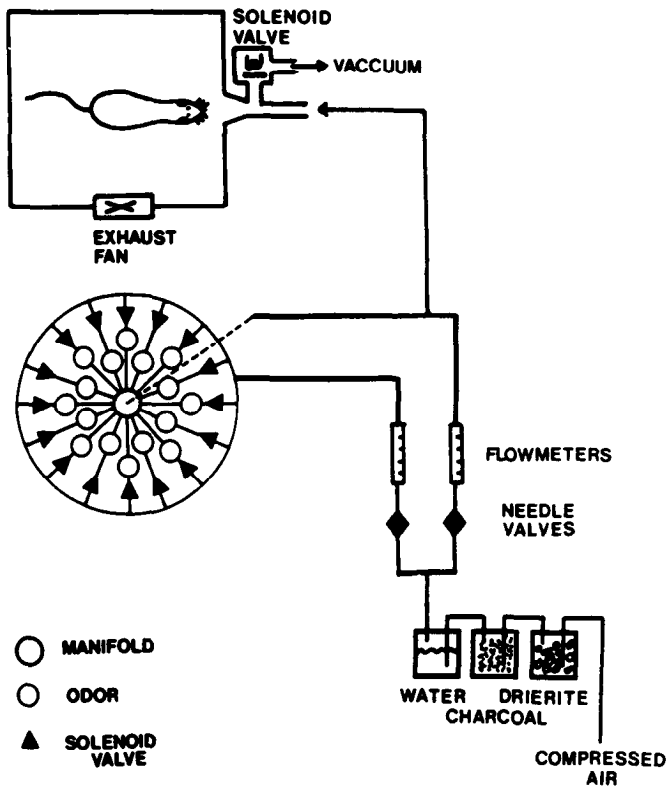 SOLENOID
VALVE
VACCUUM
EXHAUST
FAN
FLOWMETERS
NEEDLE
VALVES
MANIFOLD
ODOR
SOLENOID
VALVE
WATER DRIERITE
CHARCOAL
COMPRESSED
AIR